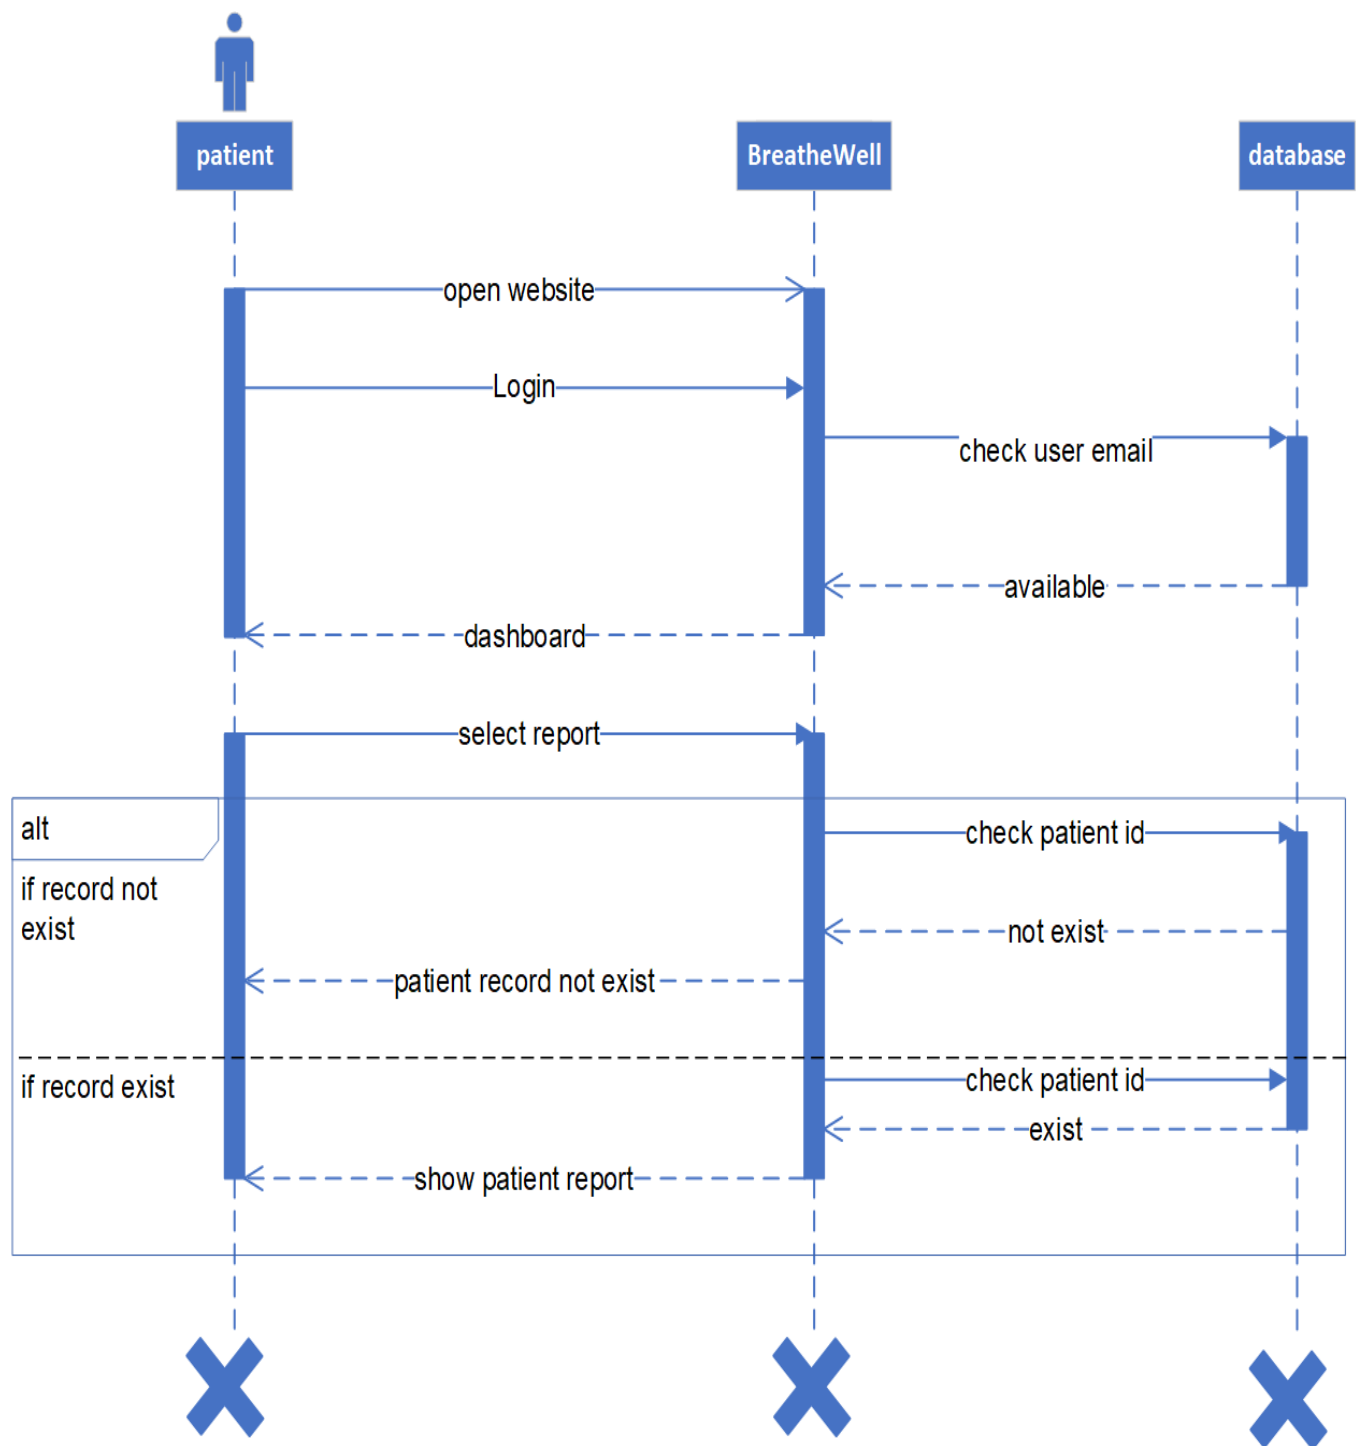 patient
BreatheWell
database
open website
Login
check user email
available
dashboard
select report
alt
check patient id
if record not
exist
not exist
patient record not exist
if record exist
check patient id
exist
show patient report